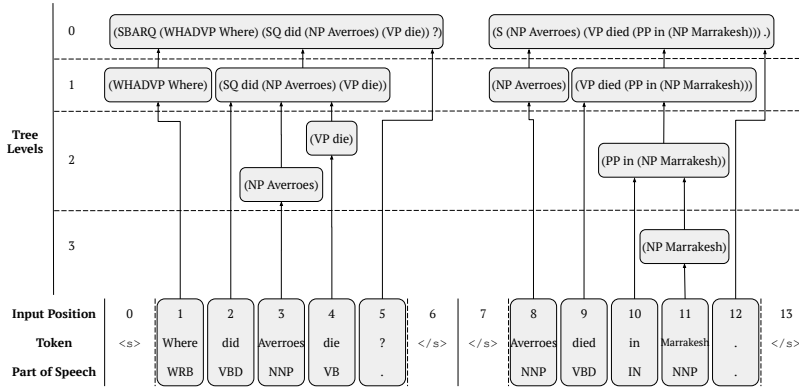 0 (SBARQ (WHADVP Where) (SQ did (NP Averroes) (VP die)) ?) (S (NP Averroes) (VP died (PP in (NP Marrakesh))) .)
1 (WHADVP Where) (SQ did (NP Averroes) (VP die)) (NP Averroes) (VP died (PP in (NP Marrakesh)))
Tree
Levels
(VP die)
2 (PP in (NP Marrakesh))
(NP Averroes)
3 (NP Marrakesh)
Input Position 0 1 2 3 4 5 6 7 8 9 10 11 12 13
Token <s> Where did Averroes die ? </s> </s> Averroes died in Marrakesh . </s>
Part of Speech WRB VBD NNP VB . NNP VBD IN NNP .